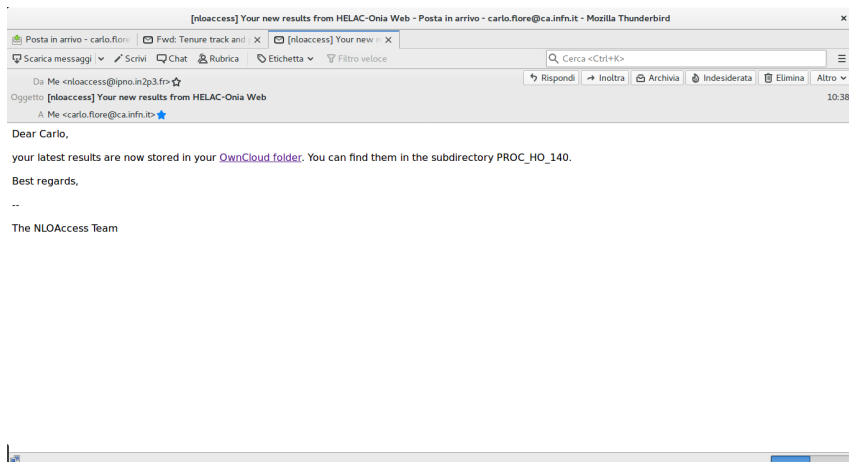 [nloaccess] Your new results from HELAC-Onia Web - Posta in arrivo - carlo.flore@ca.infn.it - Mozilla Thunderbird
Posta in arrivo - carlo.flore
Fwd: Tenure track and
[nloaccess] Your new
Scarica messaggi Scrivi Chat Rubrica Etichetta Filtro veloce Cerca <Ctrl+K>
Da Me <nloaccess@ipno.in2p3.fr> Rispondi Inoltra Archivia Indesiderata Elimina Altro
Oggetto [nloaccess] Your new results from HELAC-Onia Web 10:38
A Me <carlo.flore@ca.infn.it>
Dear Carlo,
your latest results are now stored in your OwnCloud folder. You can find them in the subdirectory PROC_HO_140.
Best regards,
--
The NLOAccess Team